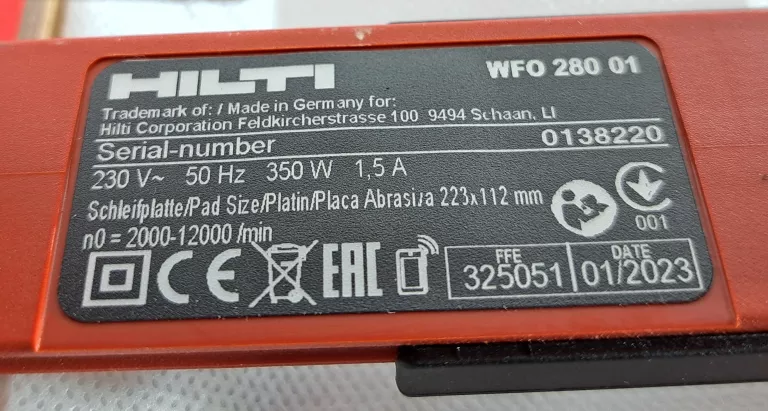 HILTI WFO 280 01
Trademark of: / Made in Germany for:
Hilti Corporation Feldkircherstrasse 100 9494 Schaan, LI
Serial-number 0138220
230 V~ 50 Hz 350 W 1,5 A
Schleifplatte/Pad Size/Platin/Placa Abrasiva 223x112 mm
001
n0 = 2000-12000 /min
CE EAC
FFE DATE
325051 01/2023